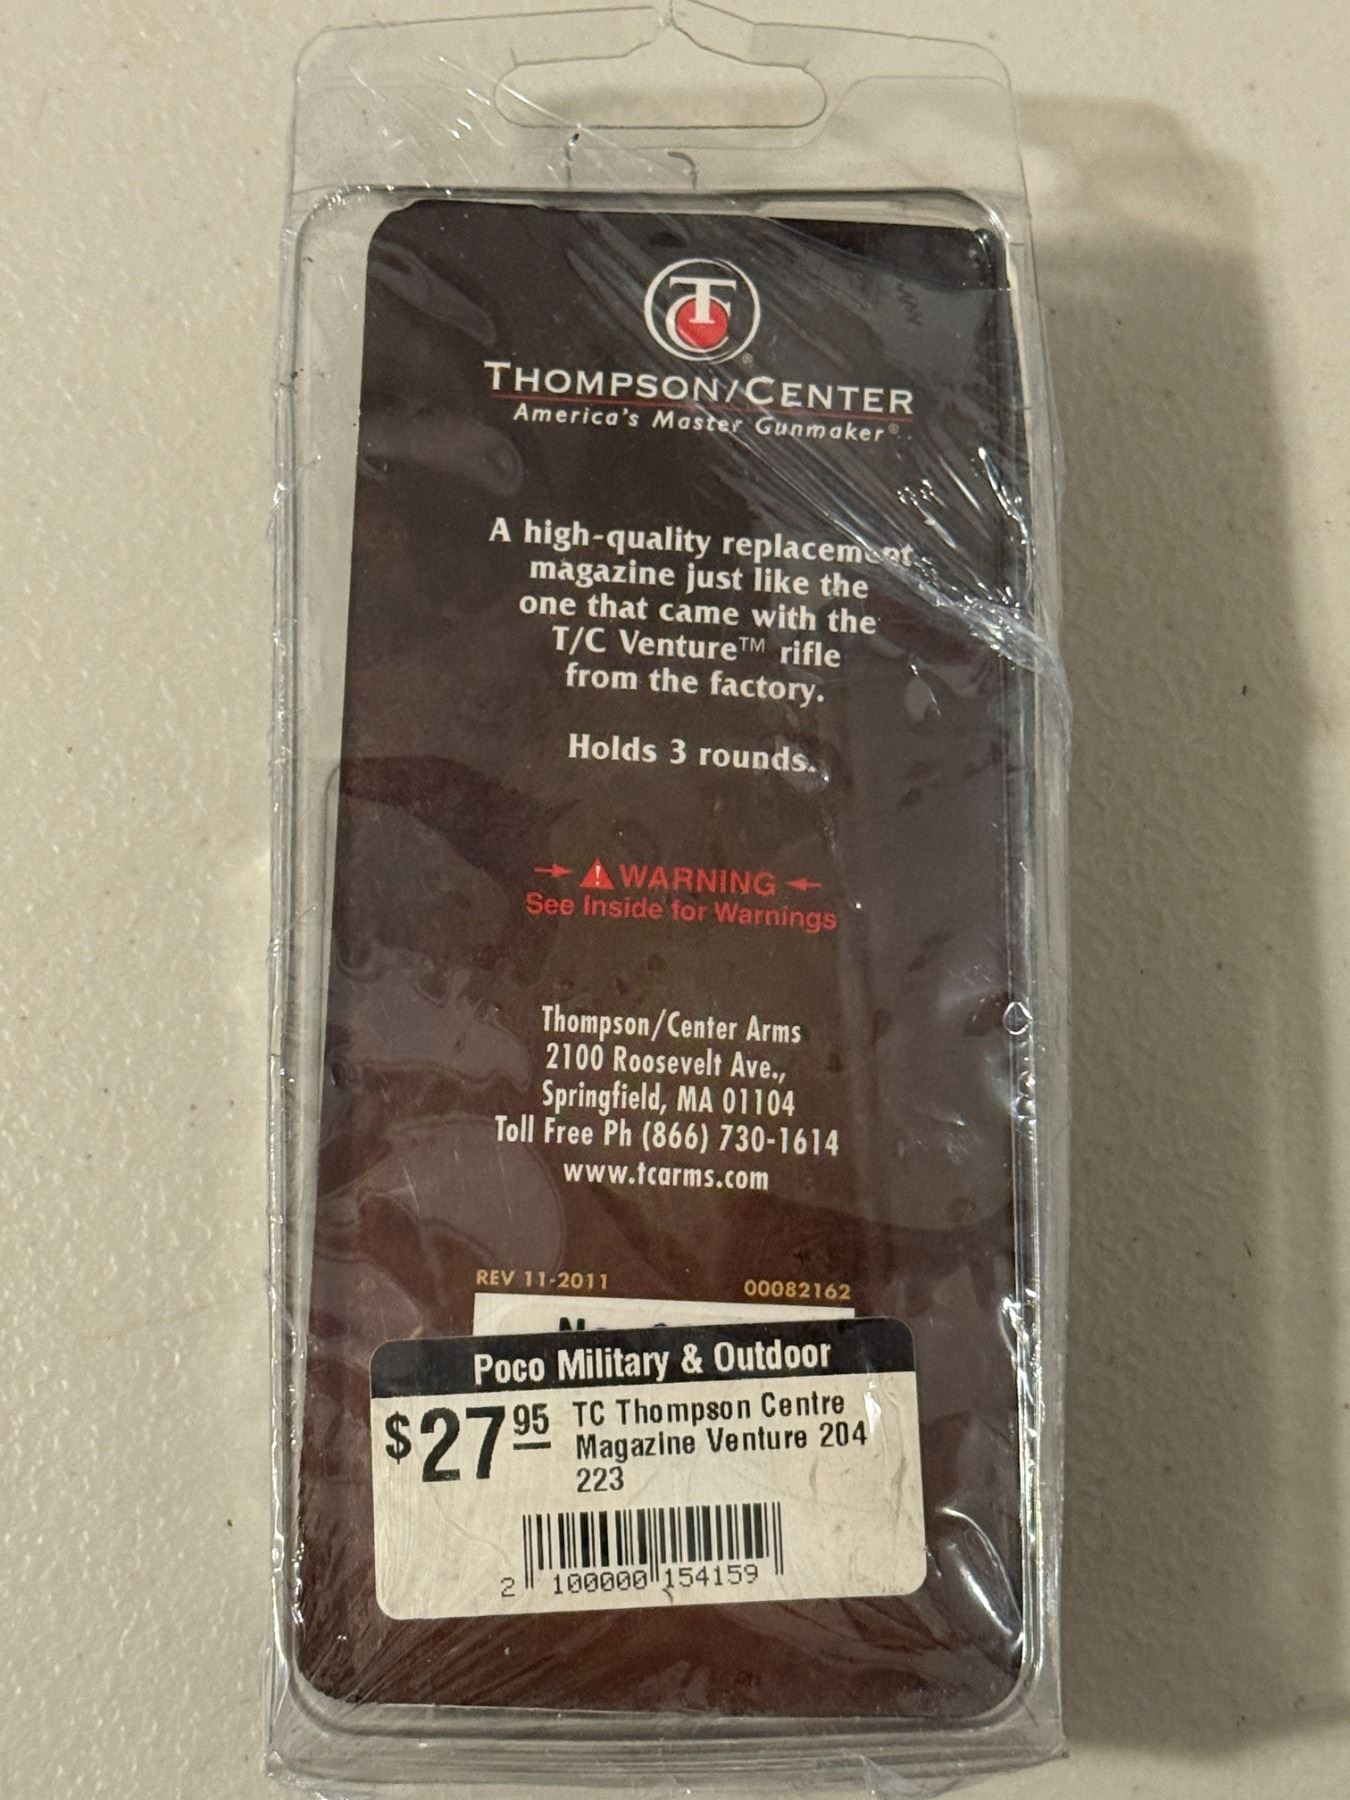 TC
®
THOMPSON/CENTER
America's Master Gunmaker®
A high-quality replacement
magazine just like the
one that came with the
T/C Venture™ rifle
from the factory.
Holds 3 rounds.
WARNING
See Inside for Warnings
Thompson/Center Arms
2100 Roosevelt Ave.,
Springfield, MA 01104
Toll Free Ph (866) 730-1614
www.tcarms.com
REV 11-2011 00082162
Poco Military & Outdoor
$27 95 TC Thompson Centre
Magazine Venture 204
223
2 100000 154159